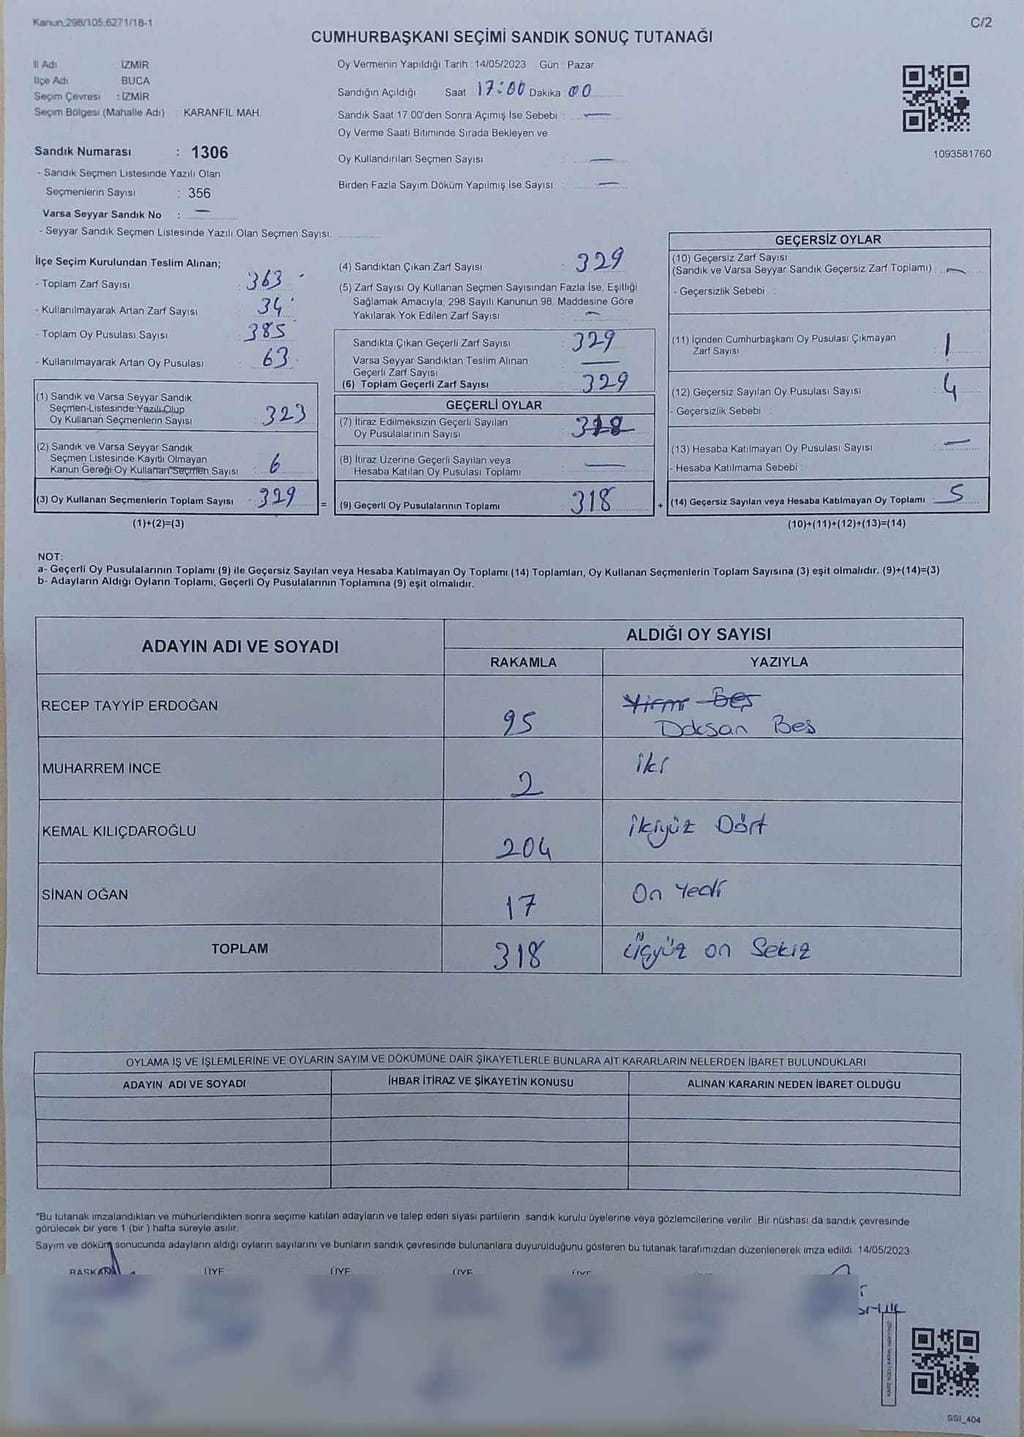 Kanun 298/105,6271/18-1
C/2
CUMHURBAŞKANI SEÇİMİ SANDIK SONUÇ TUTANAĞI
İl Adı : İZMİR
İlçe Adı : BUCA
Seçim Çevresi : İZMİR
Seçim Bölgesi (Mahalle Adı) : KARANFİL MAH.
Sandık Numarası : 1306
- Sandık Seçmen Listesinde Yazılı Olan
Seçmenlerin Sayısı : 356
Varsa Seyyar Sandık No : —
- Seyyar Sandık Seçmen Listesinde Yazılı Olan Seçmen Sayısı:
Oy Vermenin Yapıldığı Tarih : 14/05/2023 Gün : Pazar
Sandığın Açıldığı Saat 17:00 Dakika 00
Sandık Saat 17.00'den Sonra Açılmış İse Sebebi : —
Oy Verme Saati Bitiminde Sırada Bekleyen ve
Oy Kullandırılan Seçmen Sayısı : —
Birden Fazla Sayım Döküm Yapılmış İse Sayısı : —
1093581760
İlçe Seçim Kurulundan Teslim Alınan;
- Toplam Zarf Sayısı : 363
- Kullanılmayarak Artan Zarf Sayısı : 34
- Toplam Oy Pusulası Sayısı : 385
- Kullanılmayarak Artan Oy Pusulası : 63
(1) Sandık ve Varsa Seyyar Sandık
Seçmen Listesinde Yazılı Olup
Oy Kullanan Seçmenlerin Sayısı : 323
(2) Sandık ve Varsa Seyyar Sandık
Seçmen Listesinde Kayıtlı Olmayan
Kanun Gereği Oy Kullanan Seçmen Sayısı : 6
(3) Oy Kullanan Seçmenlerin Toplam Sayısı : 329
(1)+(2)=(3)
=
(4) Sandıktan Çıkan Zarf Sayısı : 329
(5) Zarf Sayısı Oy Kullanan Seçmen Sayısından Fazla İse, Eşitliği
Sağlamak Amacıyla, 298 Sayılı Kanunun 98. Maddesine Göre
Yakılarak Yok Edilen Zarf Sayısı : —
Sandıkta Çıkan Geçerli Zarf Sayısı : 329
Varsa Seyyar Sandıktan Teslim Alınan
Geçerli Zarf Sayısı : —
(6) Toplam Geçerli Zarf Sayısı : 329
GEÇERLİ OYLAR
(7) İtiraz Edilmeksizin Geçerli Sayılan
Oy Pusulalarının Sayısı : 318
(8) İtiraz Üzerine Geçerli Sayılan veya
Hesaba Katılan Oy Pusulası Toplamı : —
(9) Geçerli Oy Pusulalarının Toplamı : 318
+
GEÇERSİZ OYLAR
(10) Geçersiz Zarf Sayısı
(Sandık ve Varsa Seyyar Sandık Geçersiz Zarf Toplamı) : —
- Geçersizlik Sebebi :
(11) İçinden Cumhurbaşkanı Oy Pusulası Çıkmayan
Zarf Sayısı : 1
(12) Geçersiz Sayılan Oy Pusulası Sayısı : 4
- Geçersizlik Sebebi :
(13) Hesaba Katılmayan Oy Pusulası Sayısı : —
- Hesaba Katılmama Sebebi :
(14) Geçersiz Sayılan veya Hesaba Katılmayan Oy Toplamı : 5
(10)+(11)+(12)+(13)=(14)
NOT:
a- Geçerli Oy Pusulalarının Toplamı (9) ile Geçersiz Sayılan veya Hesaba Katılmayan Oy Toplamı (14) Toplamları, Oy Kullanan Seçmenlerin Toplam Sayısına (3) eşit olmalıdır. (9)+(14)=(3)
b- Adayların Aldığı Oyların Toplamı, Geçerli Oy Pusulalarının Toplamına (9) eşit olmalıdır.
ADAYIN ADI VE SOYADI
ALDIĞI OY SAYISI
RAKAMLA YAZIYLA
RECEP TAYYİP ERDOĞAN 95 Yirmi Beş
Doksan Beş
MUHARREM İNCE 2 iki
KEMAL KILIÇDAROĞLU 204 ikiyüz Dört
SİNAN OĞAN 17 On Yedi
TOPLAM 318 üçyüz on Sekiz
OYLAMA İŞ VE İŞLEMLERİNE VE OYLARIN SAYIM VE DÖKÜMÜNE DAİR ŞİKAYETLERLE BUNLARA AİT KARARLARIN NELERDEN İBARET BULUNDUKLARI
ADAYIN ADI VE SOYADI İHBAR İTİRAZ VE ŞİKAYETİN KONUSU ALINAN KARARIN NEDEN İBARET OLDUĞU
*Bu tutanak imzalandıktan ve mühürlendikten sonra seçime katılan adayların ve talep eden siyasi partilerin sandık kurulu üyelerine veya gözlemcilerine verilir. Bir nüshası da sandık çevresinde
görülecek bir yere 1 (bir ) hafta süreyle asılır.
Sayım ve döküm sonucunda adayların aldığı oyların sayılarını ve bunların sandık çevresinde bulunanlara duyurulduğunu gösteren bu tutanak tarafımızdan düzenlenerek imza edildi. 14/05/2023
BAŞKAN ÜYE ÜYE ÜYE ÜYE
GSI_404